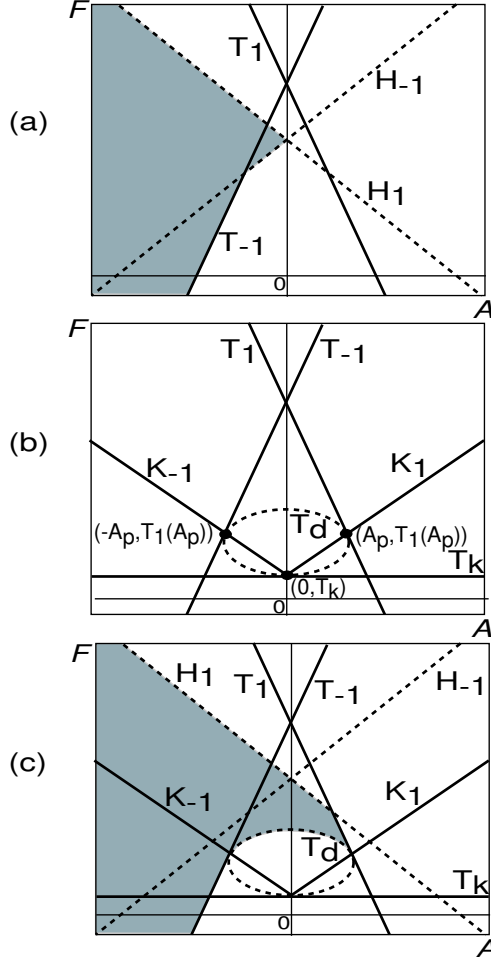 F
(a)
T1
H-1
H1
T-1
0
A
F
(b)
T1
T-1
K-1
K1
(-Ap,T1(Ap))
Td
(Ap,T1(Ap))
Tk
(0,Tk)
0
A
F
(c)
H1
T1
T-1
H-1
K-1
K1
Td
Tk
0
A